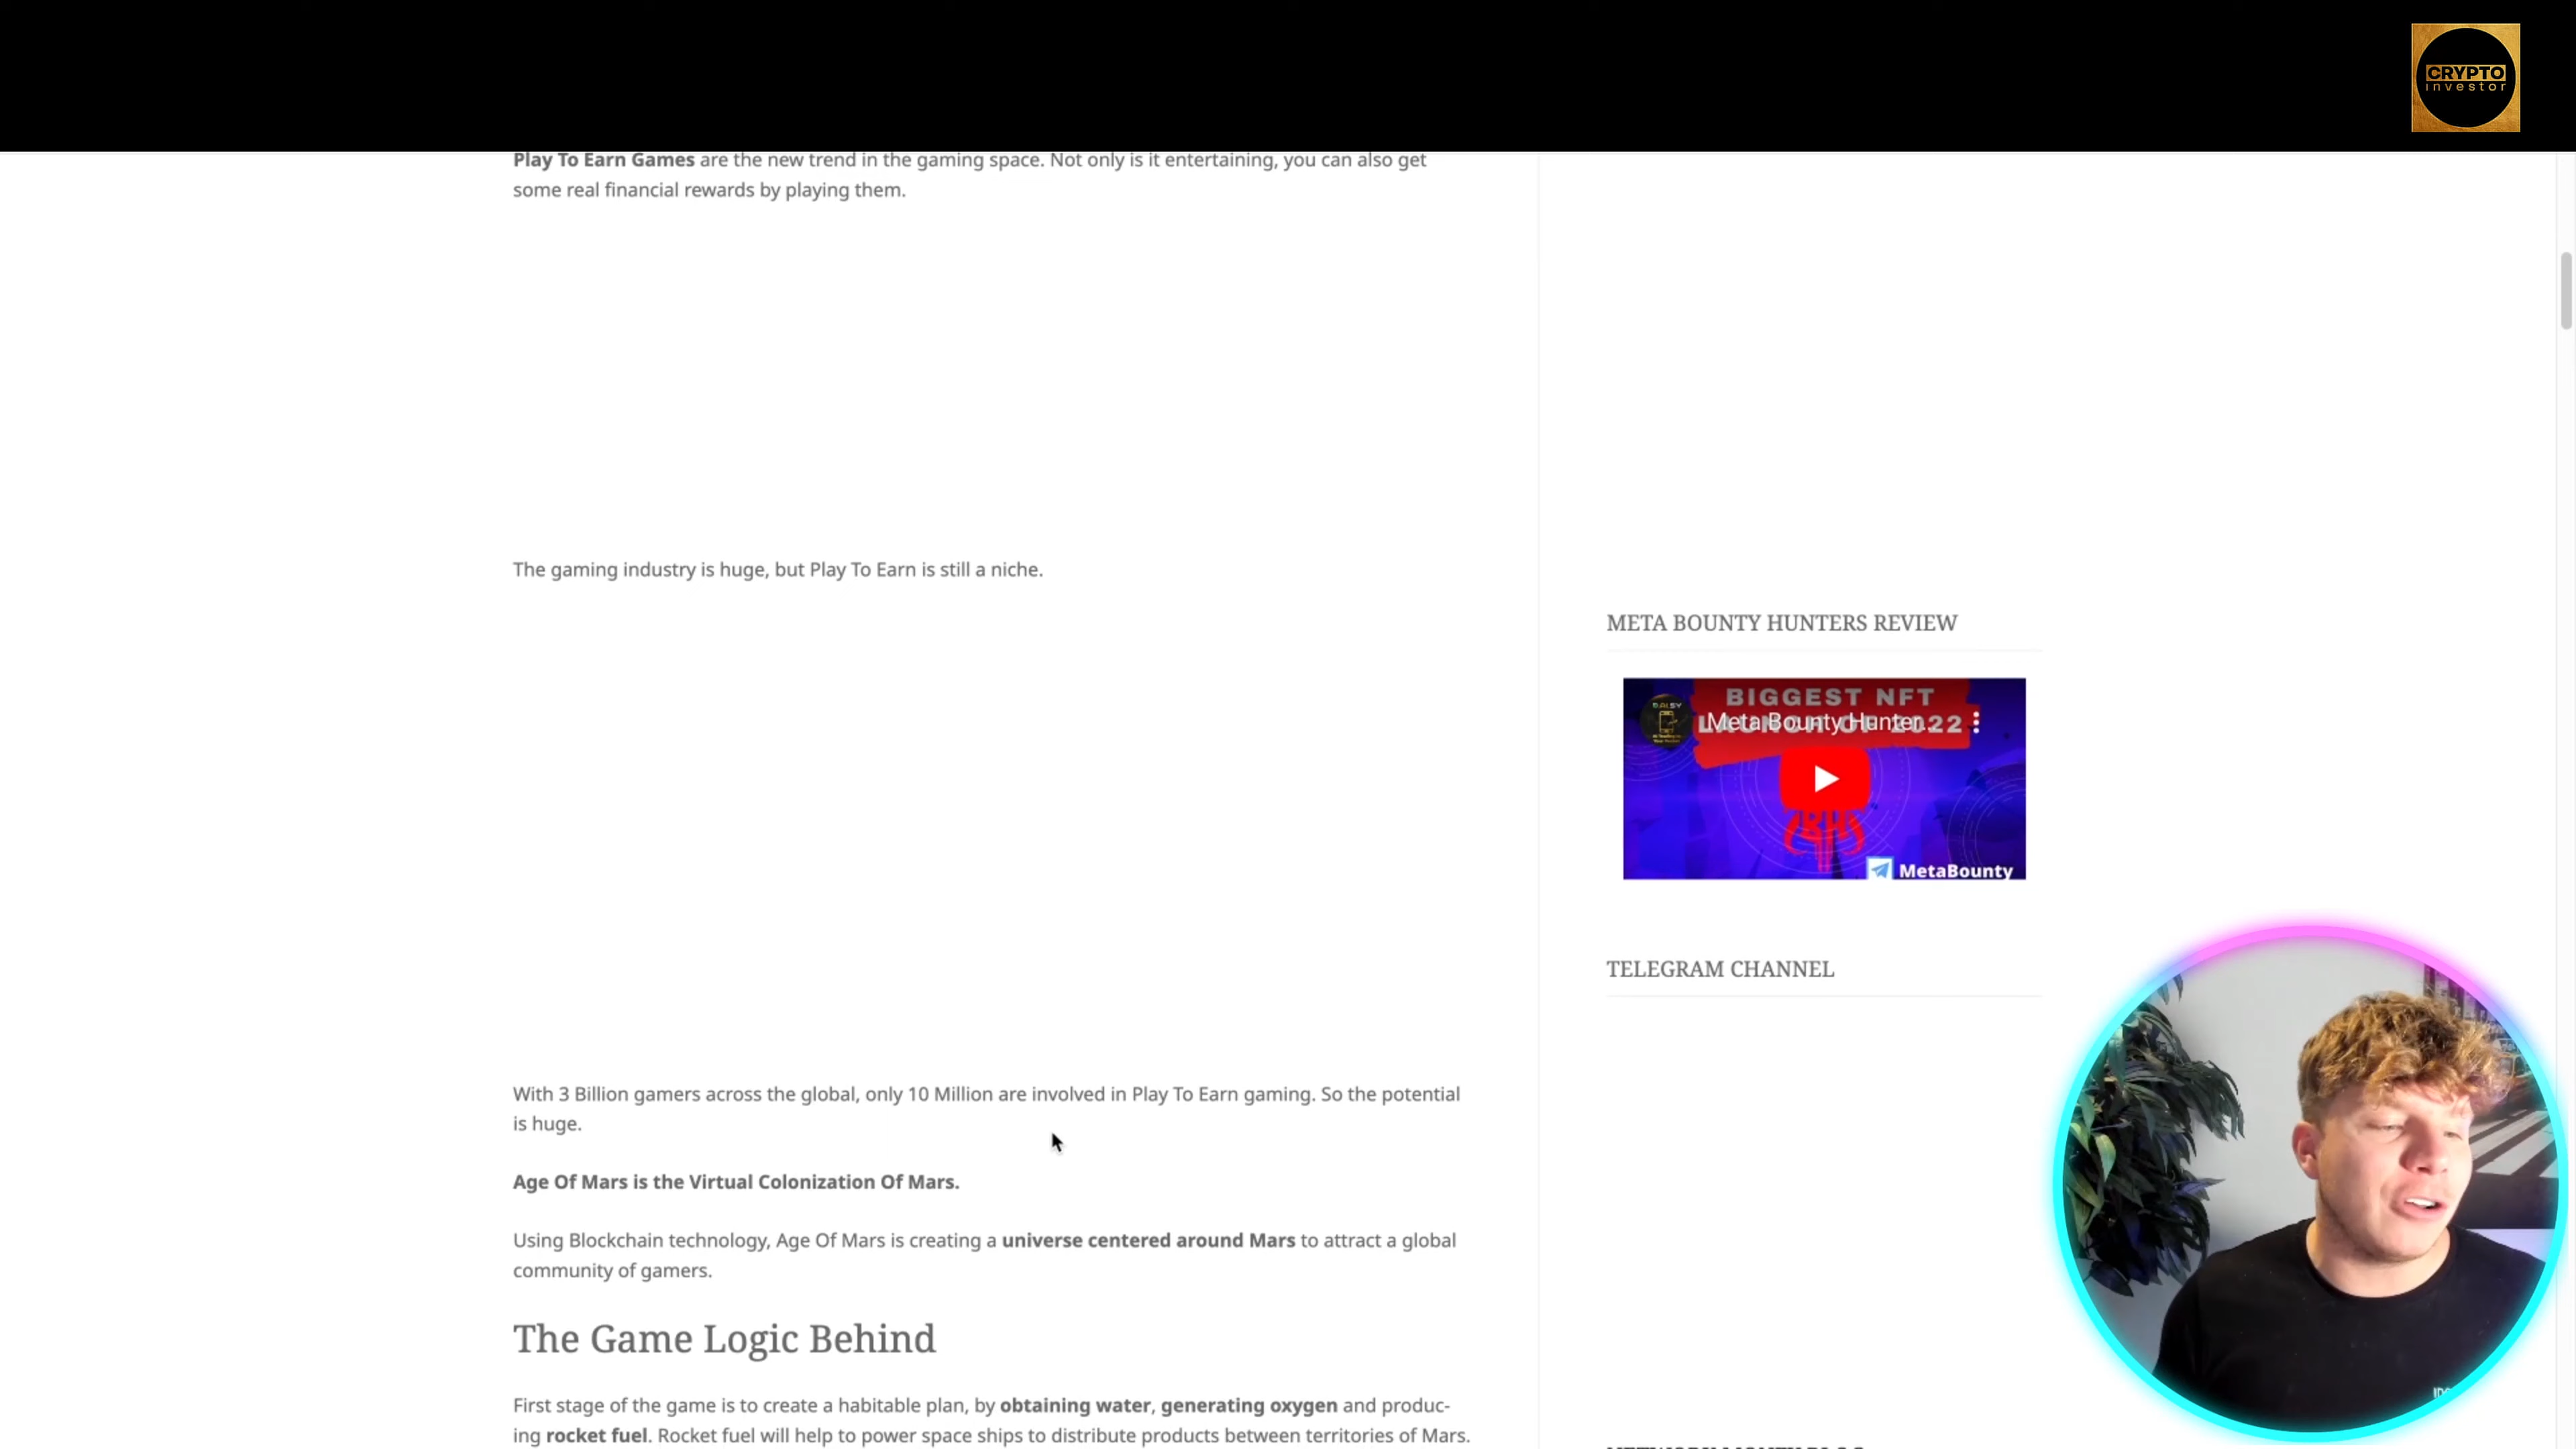 CRYPTO
investor
Play To Earn Games are the new trend in the gaming space. Not only is it entertaining, you can also get
some real financial rewards by playing them.
The gaming industry is huge, but Play To Earn is still a niche.
META BOUNTY HUNTERS REVIEW
BIGGEST NFT
LAUNCH OF 2022
Meta Bounty Hunter...
MetaBounty
TELEGRAM CHANNEL
With 3 Billion gamers across the global, only 10 Million are involved in Play To Earn gaming. So the potential
is huge.
Age Of Mars is the Virtual Colonization Of Mars.
Using Blockchain technology, Age Of Mars is creating a universe centered around Mars to attract a global
community of gamers.
The Game Logic Behind
First stage of the game is to create a habitable plan, by obtaining water, generating oxygen and produc-
ing rocket fuel. Rocket fuel will help to power space ships to distribute products between territories of Mars.